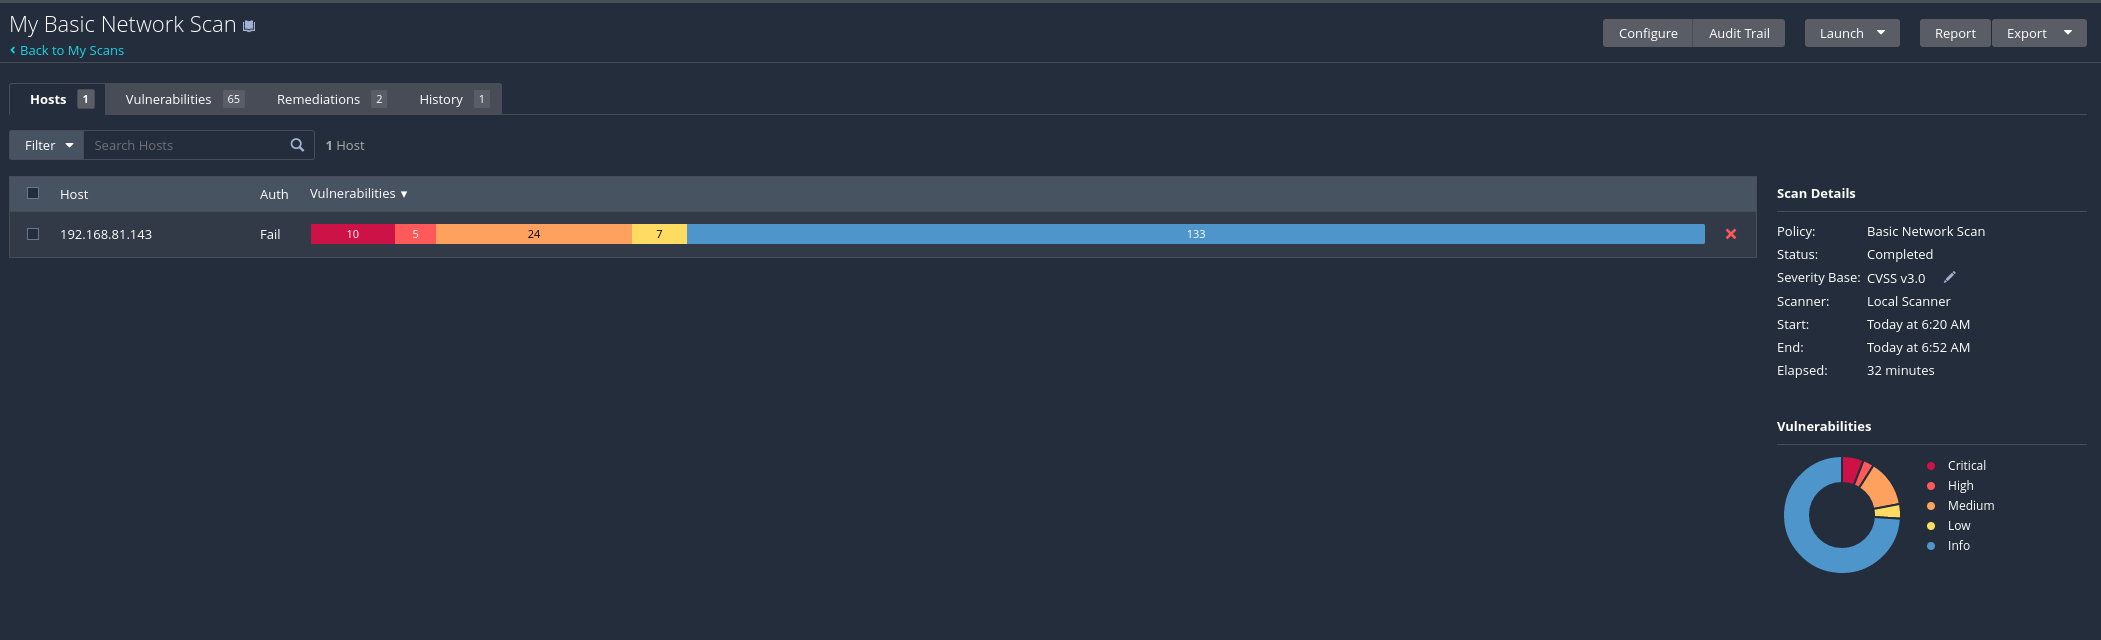 My Basic Network Scan
Back to My Scans
Configure Audit Trail Launch Report Export
Hosts 1 Vulnerabilities 65 Remediations 2 History 1
Filter Search Hosts 1 Host
Host Auth Vulnerabilities
192.168.81.143 Fail 10 5 24 7 133
Scan Details
Policy: Basic Network Scan
Status: Completed
Severity Base: CVSS v3.0
Scanner: Local Scanner
Start: Today at 6:20 AM
End: Today at 6:52 AM
Elapsed: 32 minutes
Vulnerabilities
Critical
High
Medium
Low
Info